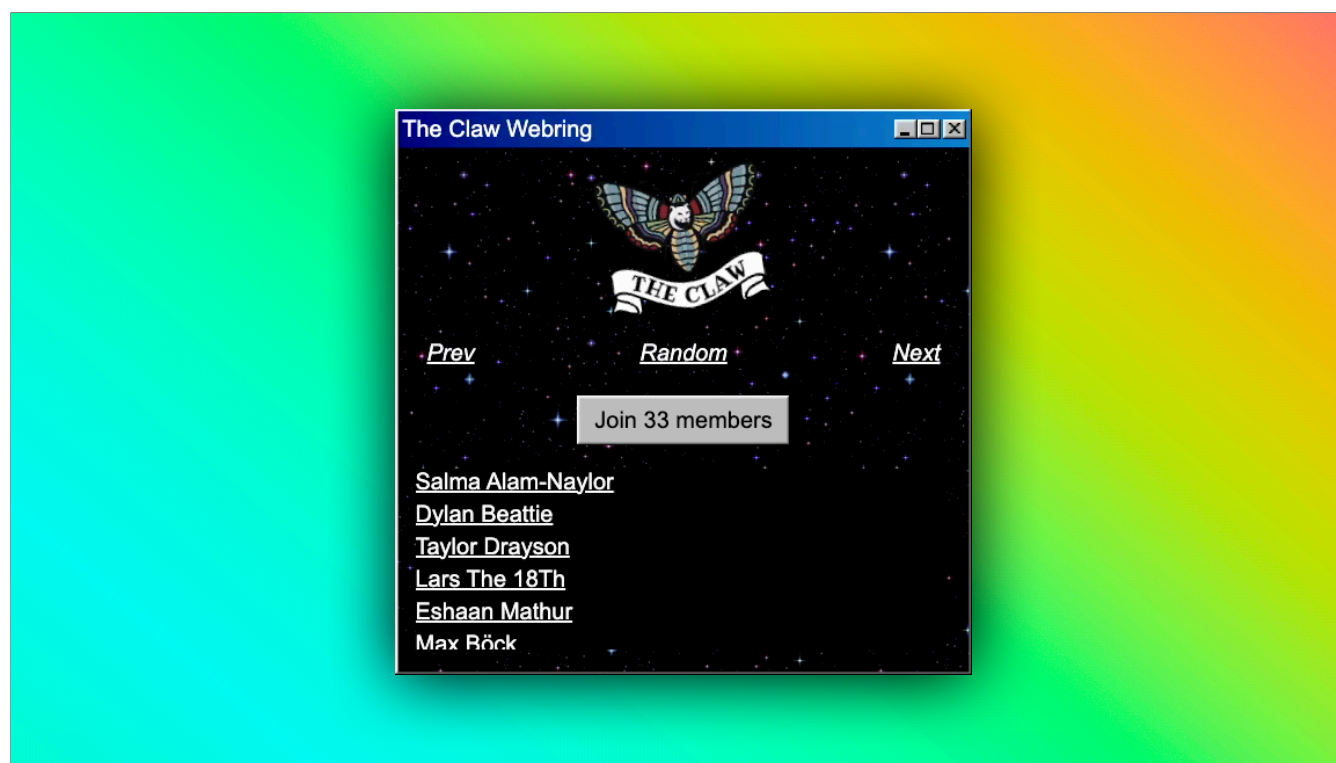 The Claw Webring
THE CLAW
Prev Random Next
Join 33 members
Salma Alam-Naylor
Dylan Beattie
Taylor Drayson
Lars The 18Th
Eshaan Mathur
Max Böck